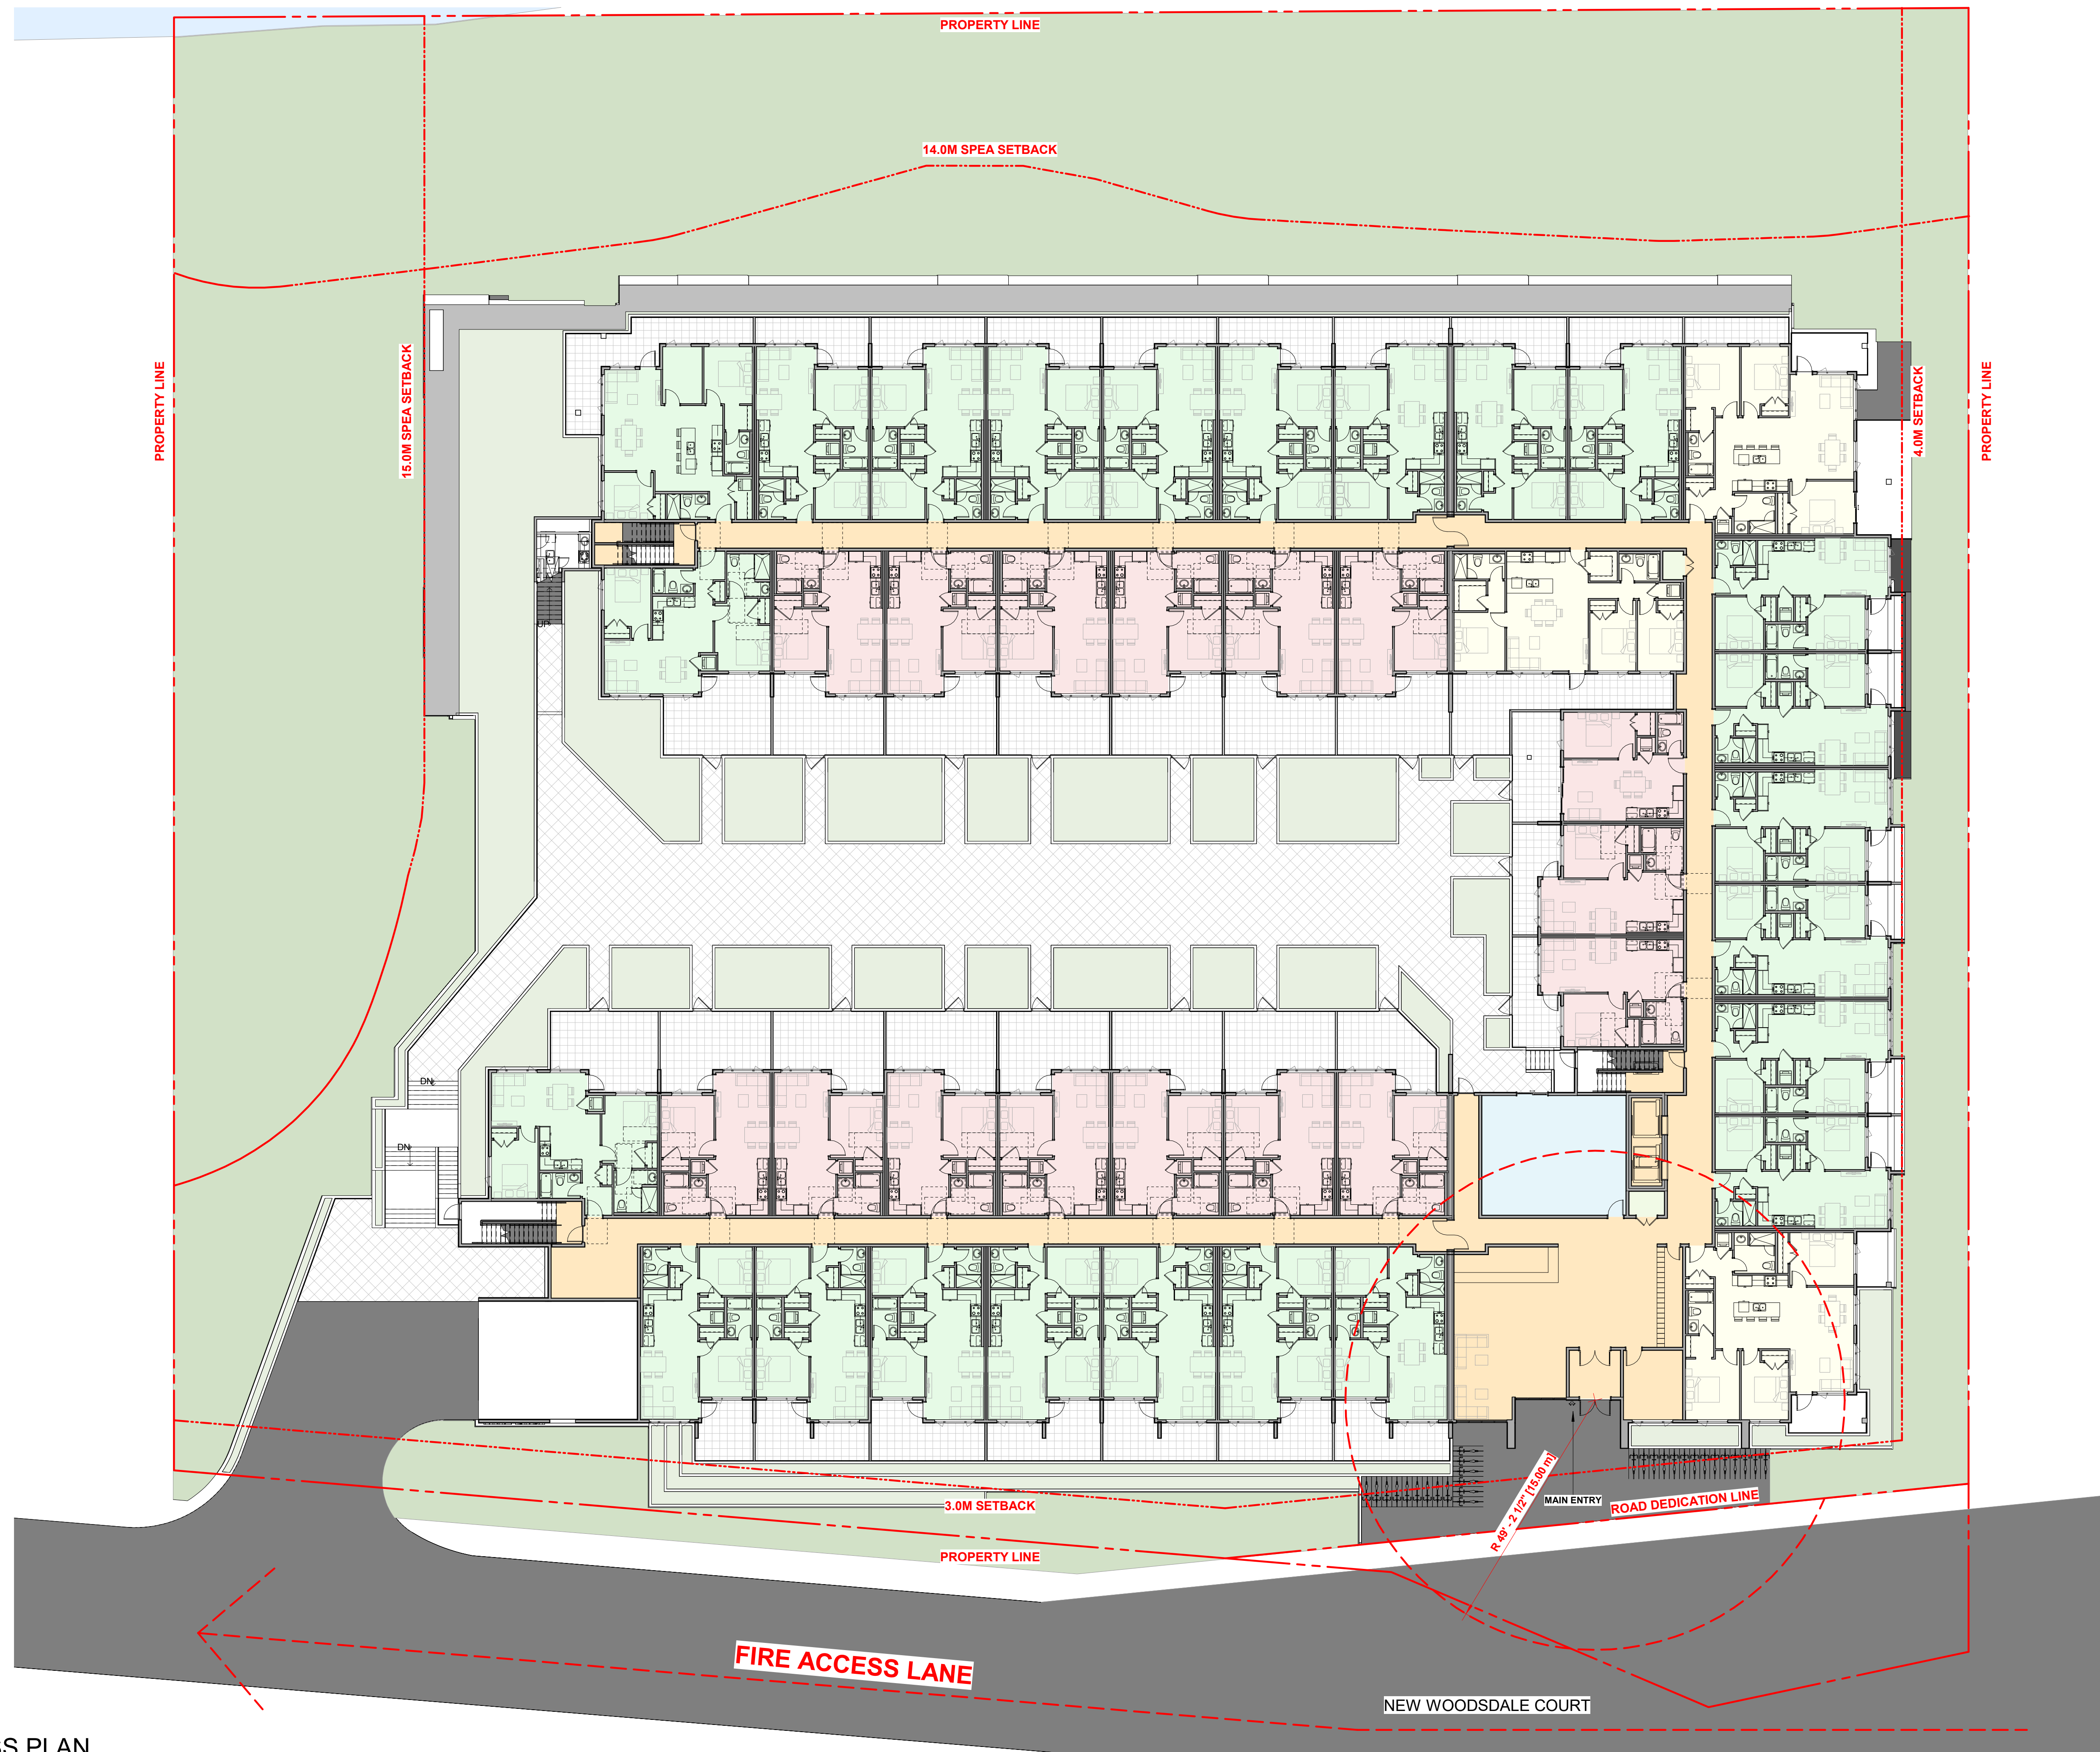 PROPERTY LINE
14.0M SPEA SETBACK
PROPERTY LINE
15.0M SPEA SETBACK
4.0M SETBACK
PROPERTY LINE
UP
DN
DN
R 49' - 2 1/2" [15.00 m]
MAIN ENTRY
ROAD DEDICATION LINE
3.0M SETBACK
PROPERTY LINE
FIRE ACCESS LANE
NEW WOODSDALE COURT
SS PLAN